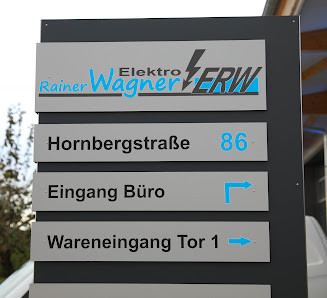 Elektro
Rainer Wagner ERW
Hornbergstraße 86
Eingang Büro
Wareneingang Tor 1